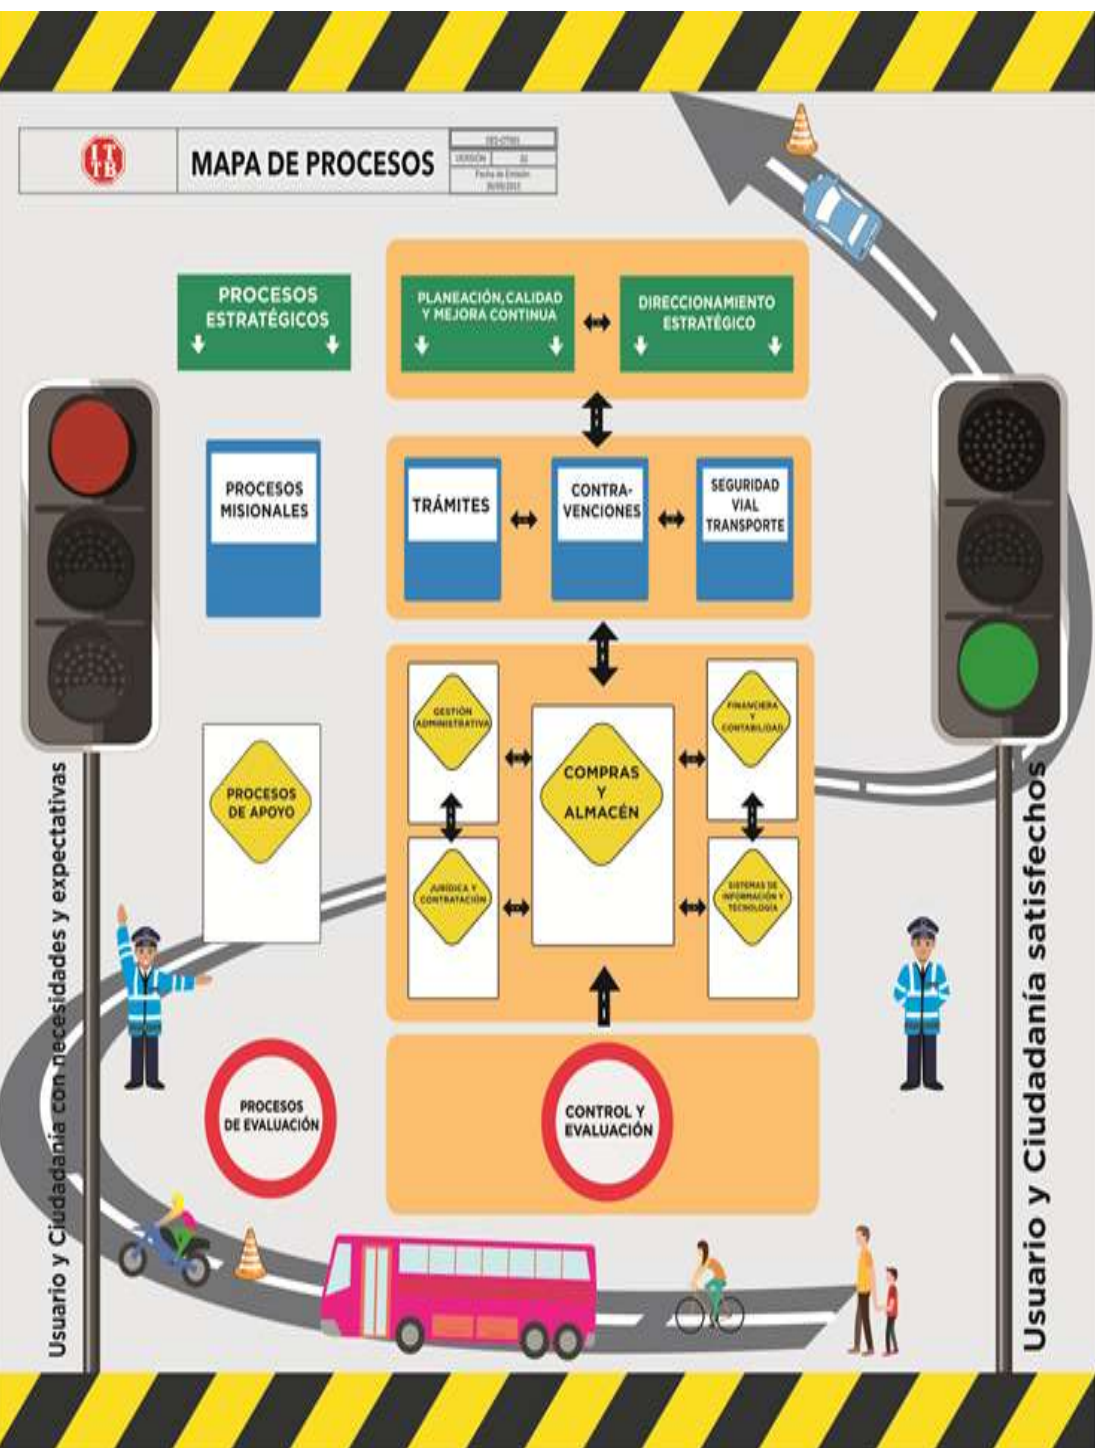 I T
T B
MAPA DE PROCESOS
VERSIÓN
Fecha de Emisión
PROCESOS
ESTRATÉGICOS
PLANEACIÓN, CALIDAD
Y MEJORA CONTINUA
DIRECCIONAMIENTO
ESTRATÉGICO
PROCESOS
MISIONALES
TRÁMITES
CONTRA-
VENCIONES
SEGURIDAD
VIAL
TRANSPORTE
PROCESOS
DE APOYO
GESTIÓN
ADMINISTRATIVA
COMPRAS
Y
ALMACÉN
FINANCIERA
Y
CONTABILIDAD
JURÍDICA Y
CONTRATACIÓN
SISTEMAS DE
INFORMACIÓN Y
TECNOLOGÍA
PROCESOS
DE EVALUACIÓN
CONTROL Y
EVALUACIÓN
Usuario y Ciudadanía con necesidades y expectativas
Usuario y Ciudadanía satisfechos